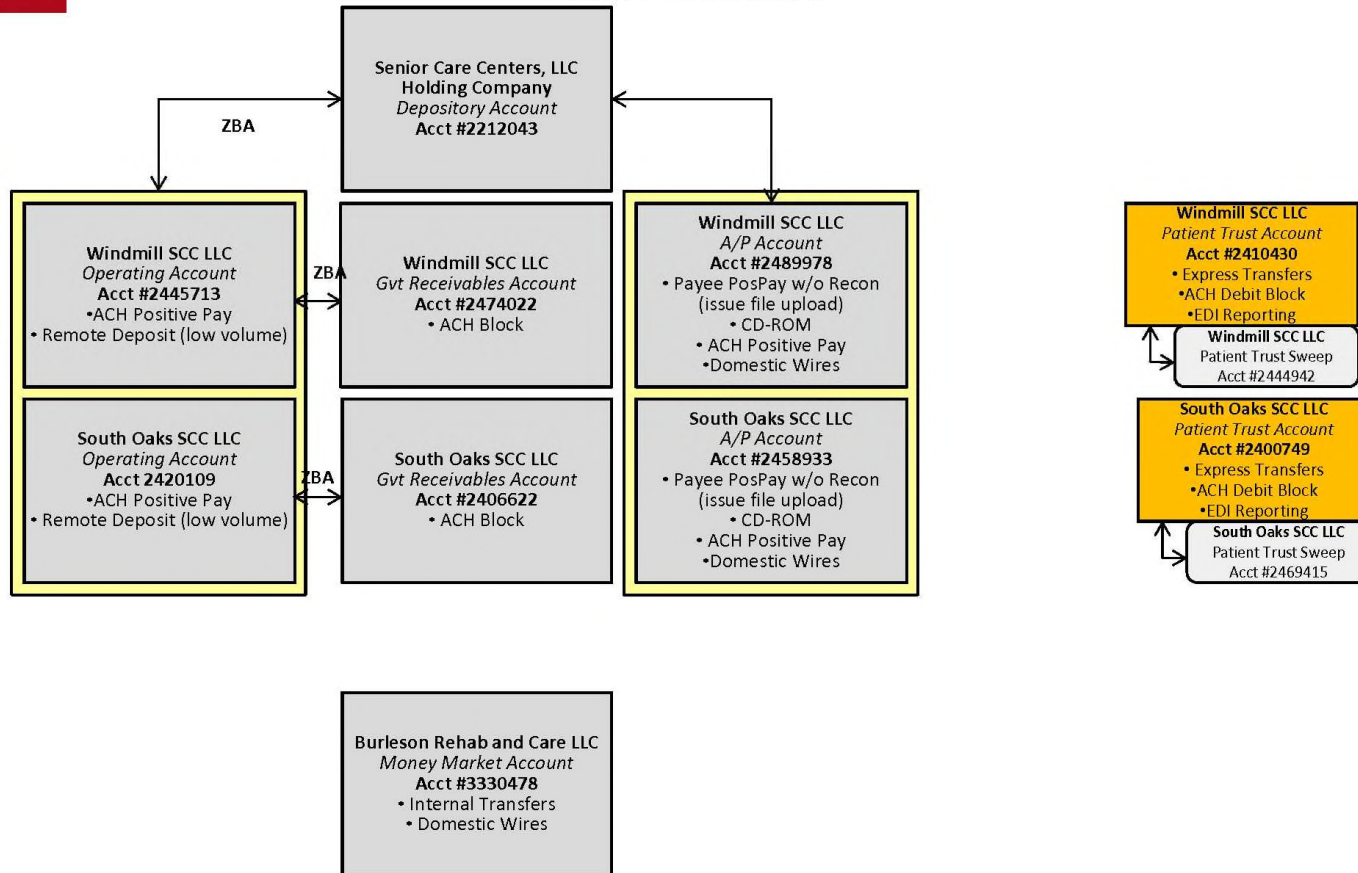 Senior Care Centers, LLC
Holding Company
Depository Account
Acct #2212043
ZBA
Windmill SCC LLC
Operating Account
Acct #2445713
•ACH Positive Pay
• Remote Deposit (low volume)
ZBA
Windmill SCC LLC
Gvt Receivables Account
Acct #2474022
• ACH Block
Windmill SCC LLC
A/P Account
Acct #2489978
• Payee PosPay w/o Recon
(issue file upload)
• CD-ROM
• ACH Positive Pay
•Domestic Wires
Windmill SCC LLC
Patient Trust Account
Acct #2410430
• Express Transfers
•ACH Debit Block
•EDI Reporting
Windmill SCC LLC
Patient Trust Sweep
Acct #2444942
South Oaks SCC LLC
Operating Account
Acct 2420109
•ACH Positive Pay
• Remote Deposit (low volume)
ZBA
South Oaks SCC LLC
Gvt Receivables Account
Acct #2406622
• ACH Block
South Oaks SCC LLC
A/P Account
Acct #2458933
• Payee PosPay w/o Recon
(issue file upload)
• CD-ROM
• ACH Positive Pay
•Domestic Wires
South Oaks SCC LLC
Patient Trust Account
Acct #2400749
• Express Transfers
•ACH Debit Block
•EDI Reporting
South Oaks SCC LLC
Patient Trust Sweep
Acct #2469415
Burleson Rehab and Care LLC
Money Market Account
Acct #3330478
• Internal Transfers
• Domestic Wires